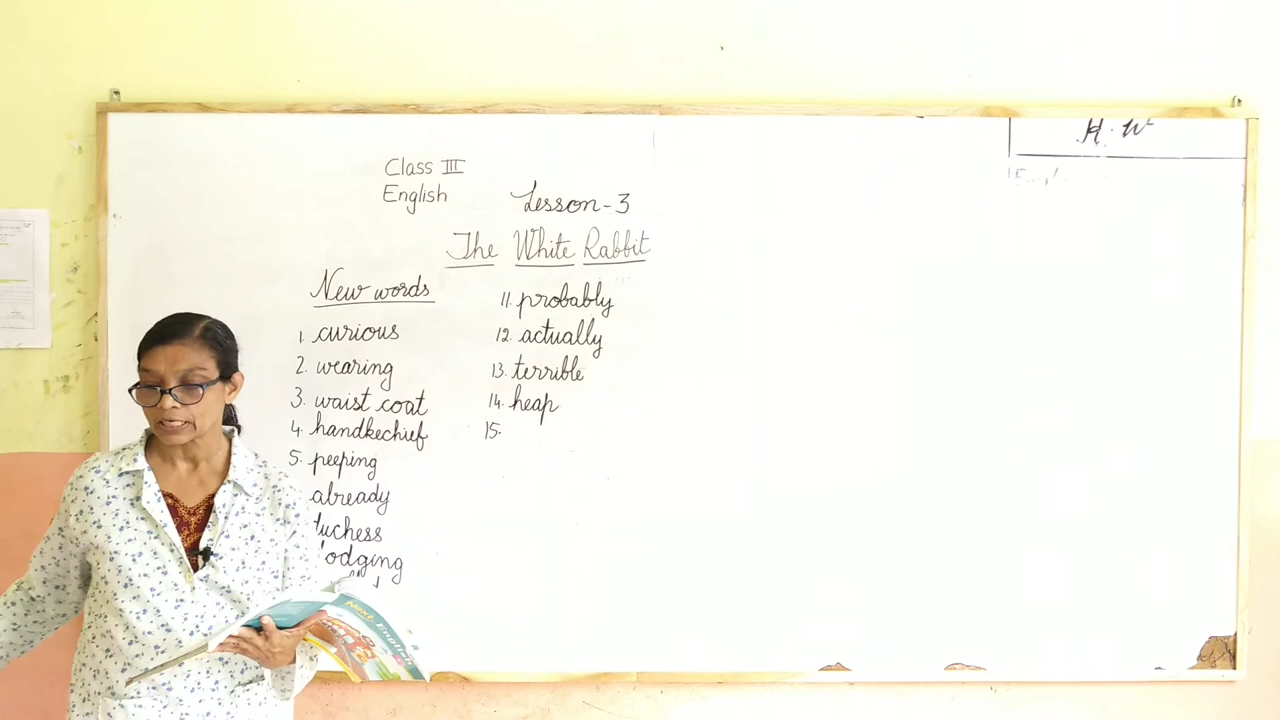 Class III
English
Lesson-3
The White Rabbit
New words
1. curious
2. wearing
3. waist coat
4. handkechief
5. peeping
already
uchess
odging
11. probably
12. actually
13. terrible
14. heap
15.
H.W
English